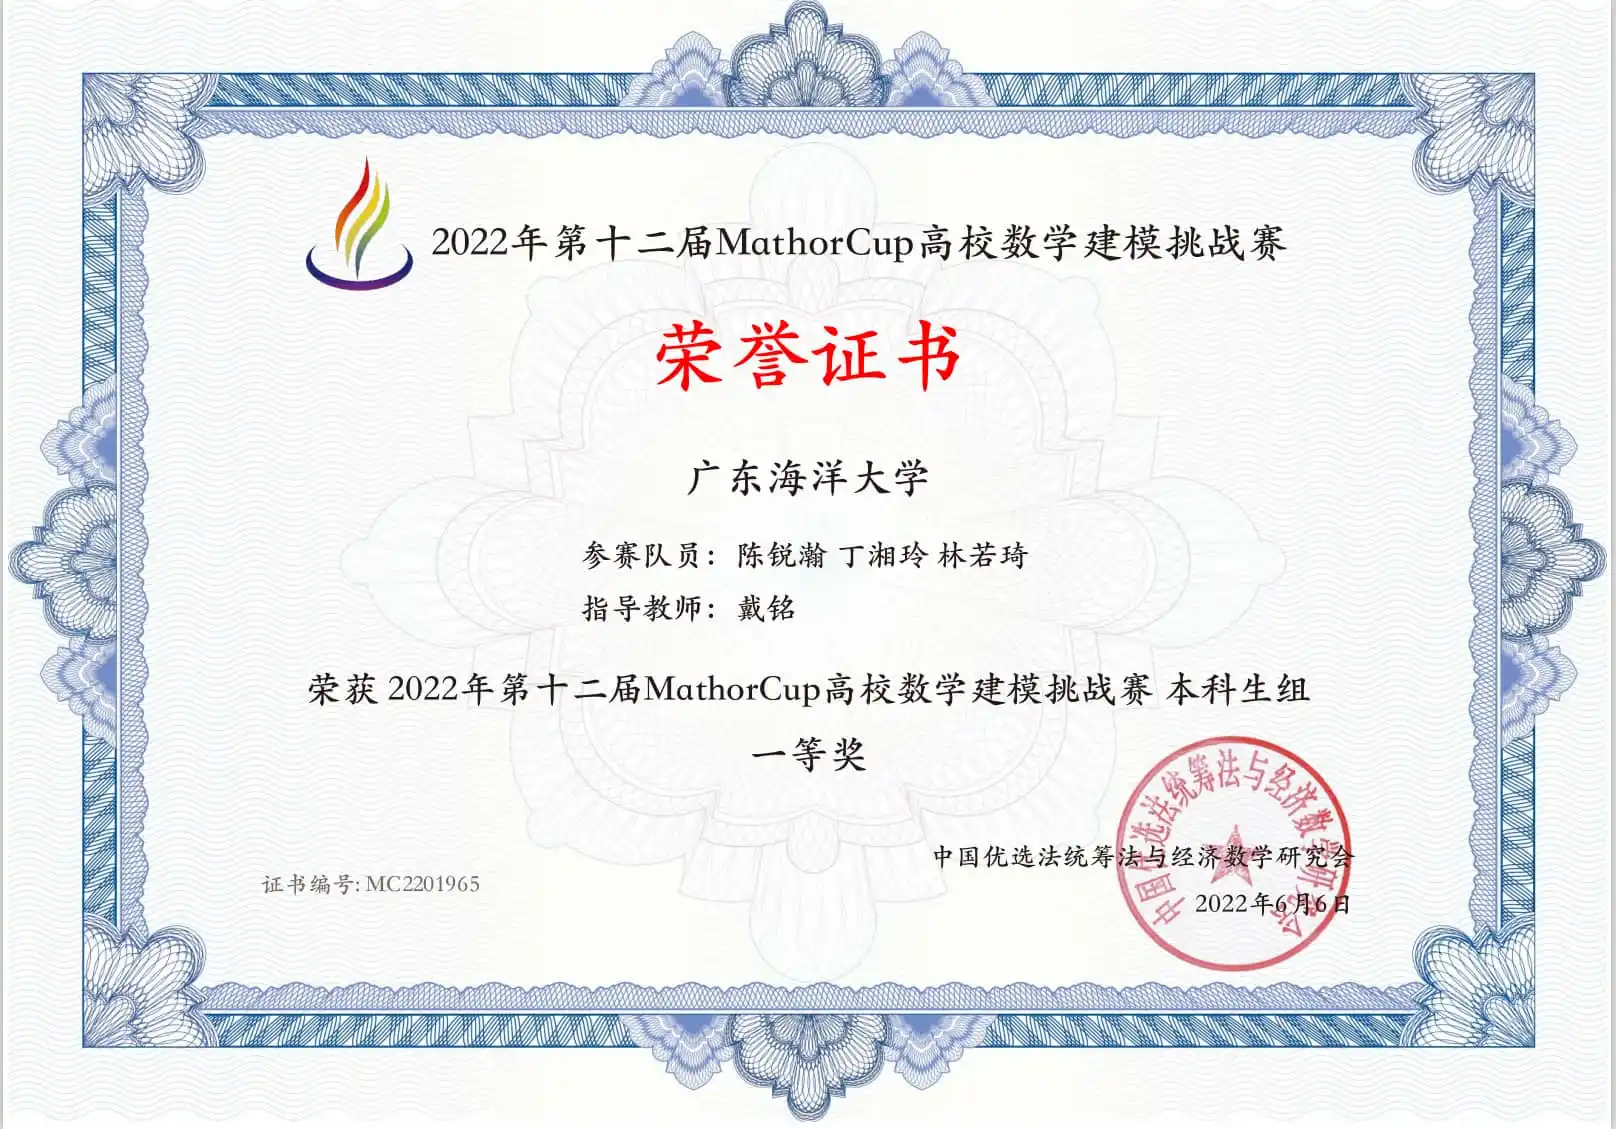 2022年第十二届MathorCup高校数学建模挑战赛
荣誉证书
广东海洋大学
参赛队员：陈锐瀚 丁湘玲 林若琦
指导教师：戴铭
荣获 2022年第十二届MathorCup高校数学建模挑战赛 本科生组
一等奖
中国优选法统筹法与经济数学研究会
中国优选法统筹法与经济数学研究会
证书编号: MC2201965
2022年6月6日